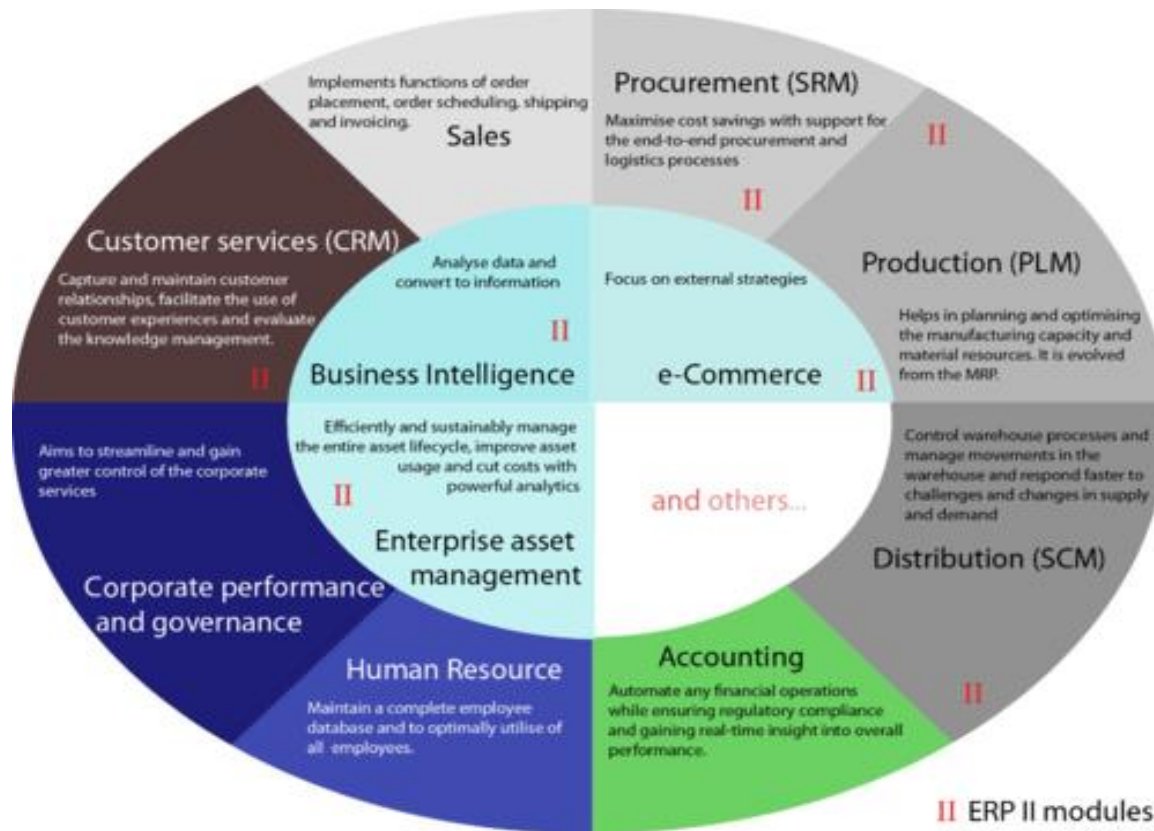 Implements functions of order
placement, order scheduling, shipping
and invoicing.
Sales
Procurement (SRM)
Maximise cost savings with support for
the end-to-end procurement and
logistics processes
II
II
Customer services (CRM)
Capture and maintain customer
relationships, facilitate the use of
customer experiences and evaluate
the knowledge management.
II
Analyse data and
convert to information
II
Business Intelligence
Focus on external strategies
e-Commerce
II
Production (PLM)
Helps in planning and optimising
the manufacturing capacity and
material resources. It is evolved
from the MRP.
Aims to streamline and gain
greater control of the corporate
services
Corporate performance
and governance
Efficiently and sustainably manage
the entire asset lifecycle, improve asset
usage and cut costs with
powerful analytics
II
Enterprise asset
management
and others...
Control warehouse processes and
manage movements in the
warehouse and respond faster to
challenges and changes in supply
and demand
Distribution (SCM)
II
Human Resource
Maintain a complete employee
database and to optimally utilise of
all employees.
Accounting
Automate any financial operations
while ensuring regulatory compliance
and gaining real-time insight into overall
performance.
II ERP II modules